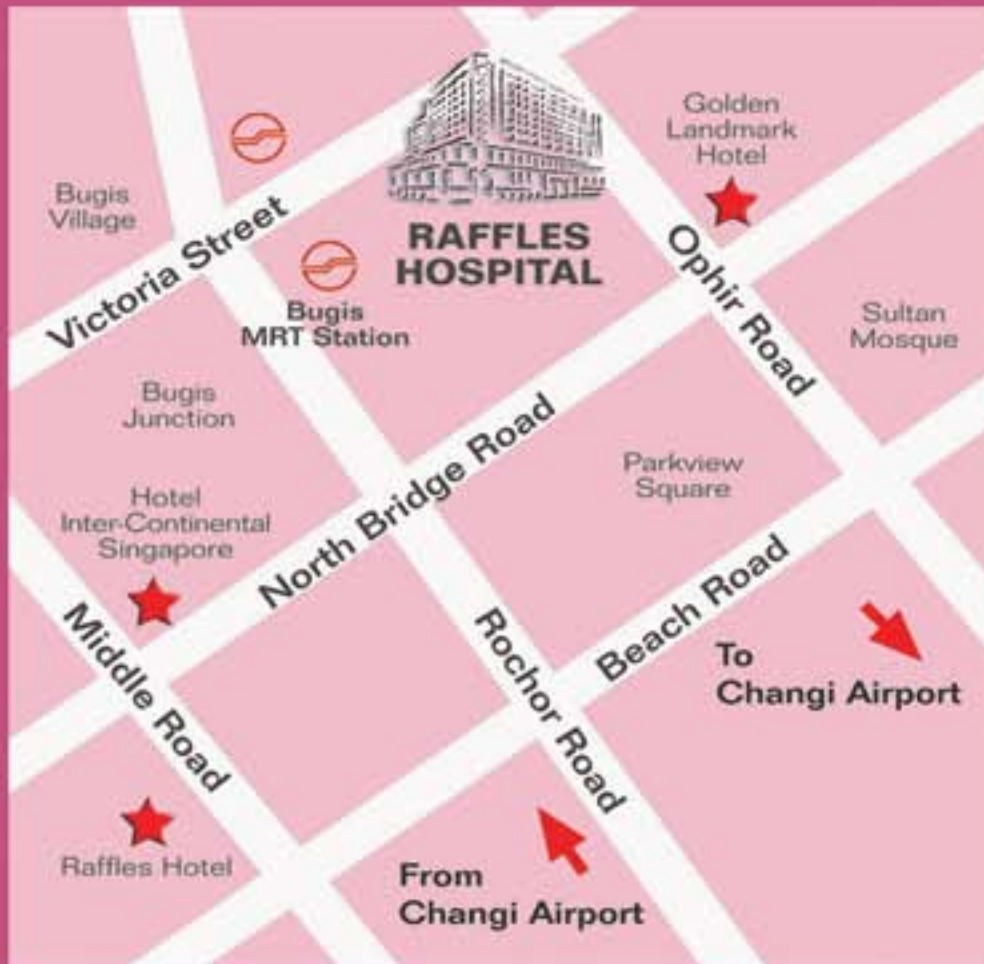 Golden
Landmark
Hotel
Bugis
Village
Victoria Street
RAFFLES
HOSPITAL
Ophir Road
Bugis
MRT Station
Sultan
Mosque
Bugis
Junction
North Bridge Road
Parkview
Square
Hotel
Inter-Continental
Singapore
Middle Road
Rochor Road
Beach Road
To
Changi Airport
Raffles Hotel
From
Changi Airport